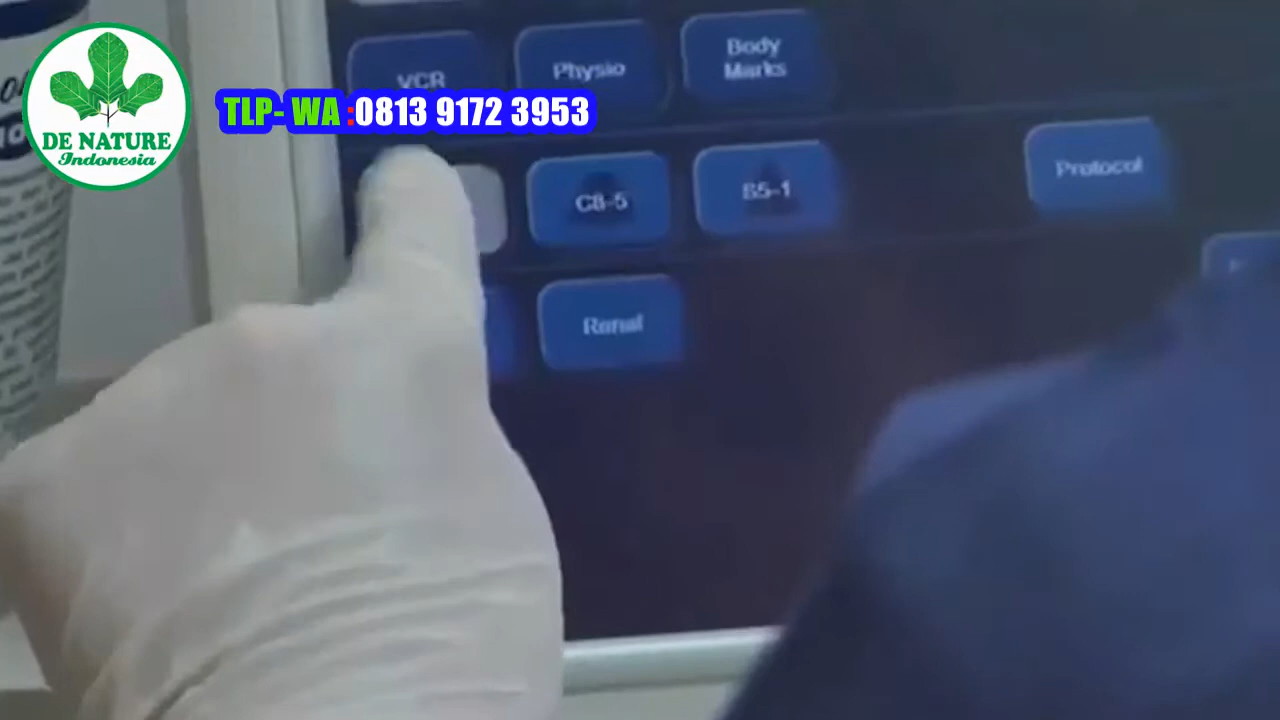 VCR
Physio
Body
Marks
TLP- WA :0813 9172 3953
DE NATURE
Indonesia
C8-5
S5-1
Protocol
Renal